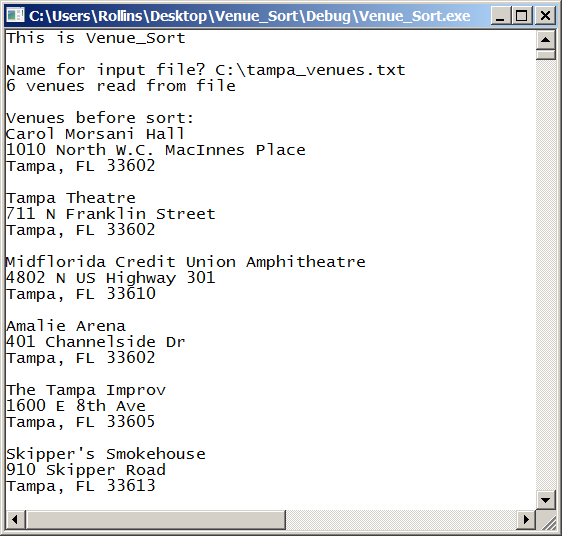 C:\Users\Rollins\Desktop\Venue_Sort\Debug\Venue_Sort.exe
This is Venue_Sort
Name for input file? C:\tampa_venues.txt
6 venues read from file
Venues before sort:
Carol Morsani Hall
1010 North W.C. MacInnes Place
Tampa, FL 33602
Tampa Theatre
711 N Franklin Street
Tampa, FL 33602
Midflorida Credit Union Amphitheatre
4802 N US Highway 301
Tampa, FL 33610
Amalie Arena
401 Channelside Dr
Tampa, FL 33602
The Tampa Improv
1600 E 8th Ave
Tampa, FL 33605
Skipper's Smokehouse
910 Skipper Road
Tampa, FL 33613